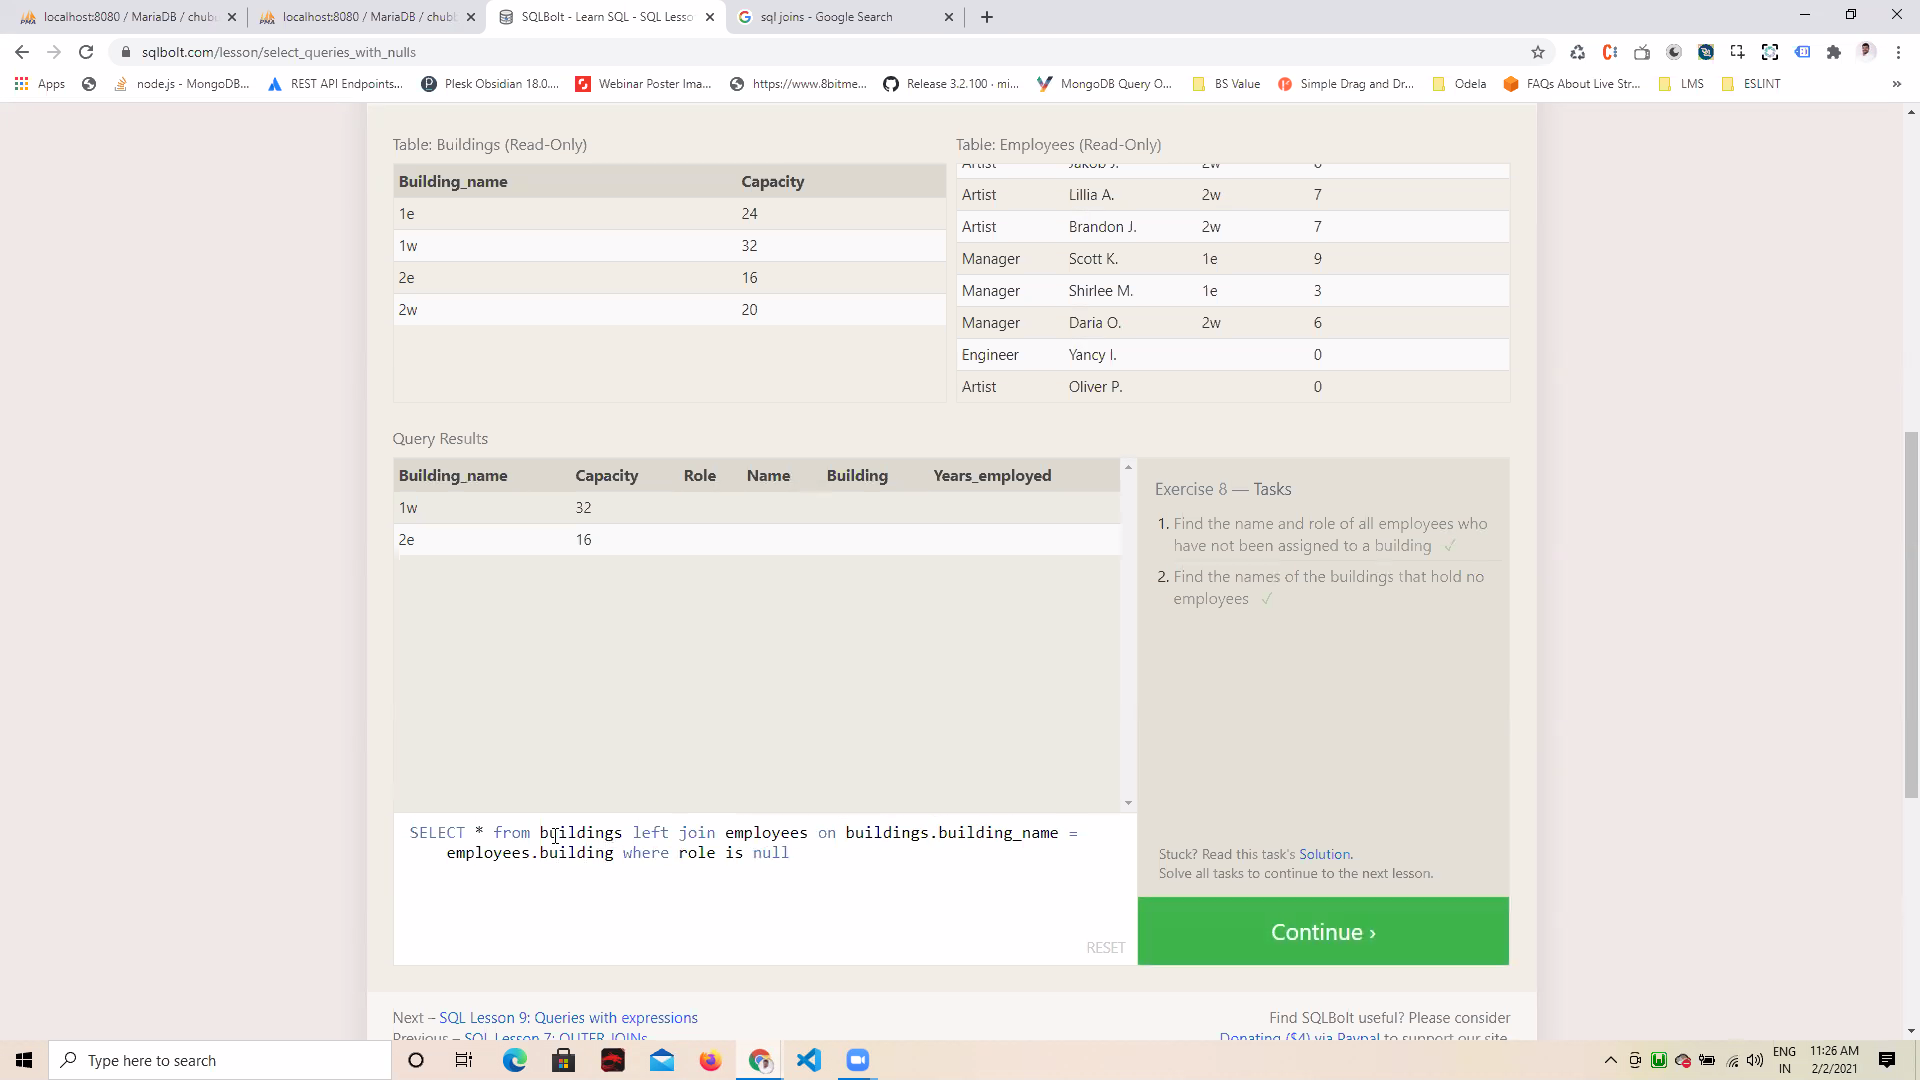 localhost:8080 / MariaDB / chub
localhost:8080 / MariaDB / chubb
SQLBolt - Learn SQL - SQL Lesso
sql joins - Google Search
sqlbolt.com/lesson/select_queries_with_nulls
Apps
node.js - MongoDB...
REST API Endpoints...
Plesk Obsidian 18.0....
Webinar Poster Ima...
https://www.8bitme...
Release 3.2.100 · mi...
MongoDB Query O...
BS Value
Simple Drag and Dr...
Odela
FAQs About Live Str...
LMS
ESLINT
»
Table: Buildings (Read-Only)
Building_name Capacity
1e 24
1w 32
2e 16
2w 20
Table: Employees (Read-Only)
Artist Jakob J. 2w 6
Artist Lillia A. 2w 7
Artist Brandon J. 2w 7
Manager Scott K. 1e 9
Manager Shirlee M. 1e 3
Manager Daria O. 2w 6
Engineer Yancy I. 0
Artist Oliver P. 0
Query Results
Building_name Capacity Role Name Building Years_employed
1w 32
2e 16
Exercise 8 — Tasks
1. Find the name and role of all employees who
have not been assigned to a building ✓
2. Find the names of the buildings that hold no
employees ✓
SELECT * from buildings left join employees on buildings.building_name =
employees.building where role is null
RESET
Stuck? Read this task's Solution.
Solve all tasks to continue to the next lesson.
Continue ›
Next – SQL Lesson 9: Queries with expressions
Previous – SQL Lesson 7: OUTER JOINs
Find SQLBolt useful? Please consider
Donating ($4) via Paypal to support our site.
Type here to search
ENG
IN
11:26 AM
2/2/2021